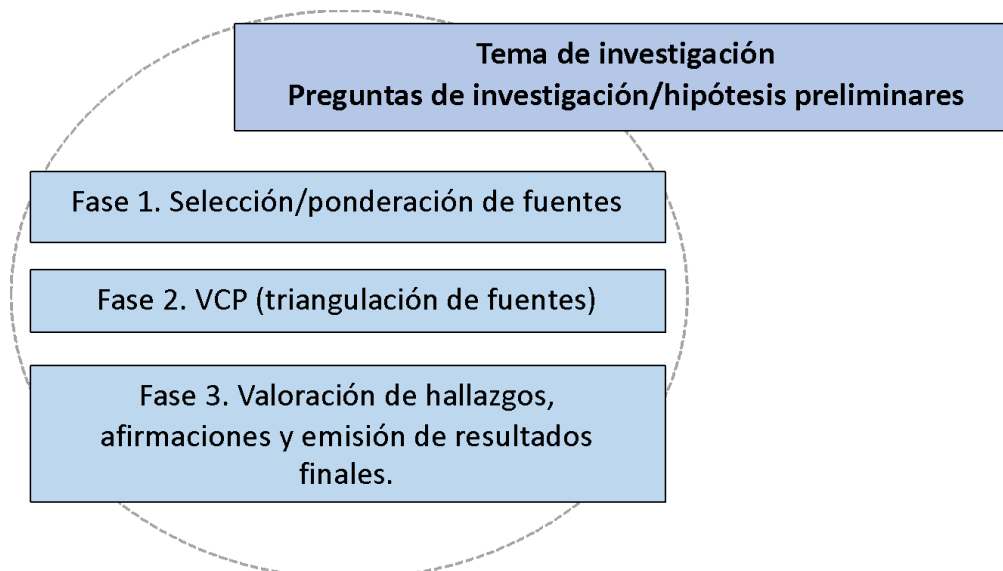 Tema de investigación
Preguntas de investigación/hipótesis preliminares
Fase 1. Selección/ponderación de fuentes
Fase 2. VCP (triangulación de fuentes)
Fase 3. Valoración de hallazgos,
afirmaciones y emisión de resultados
finales.